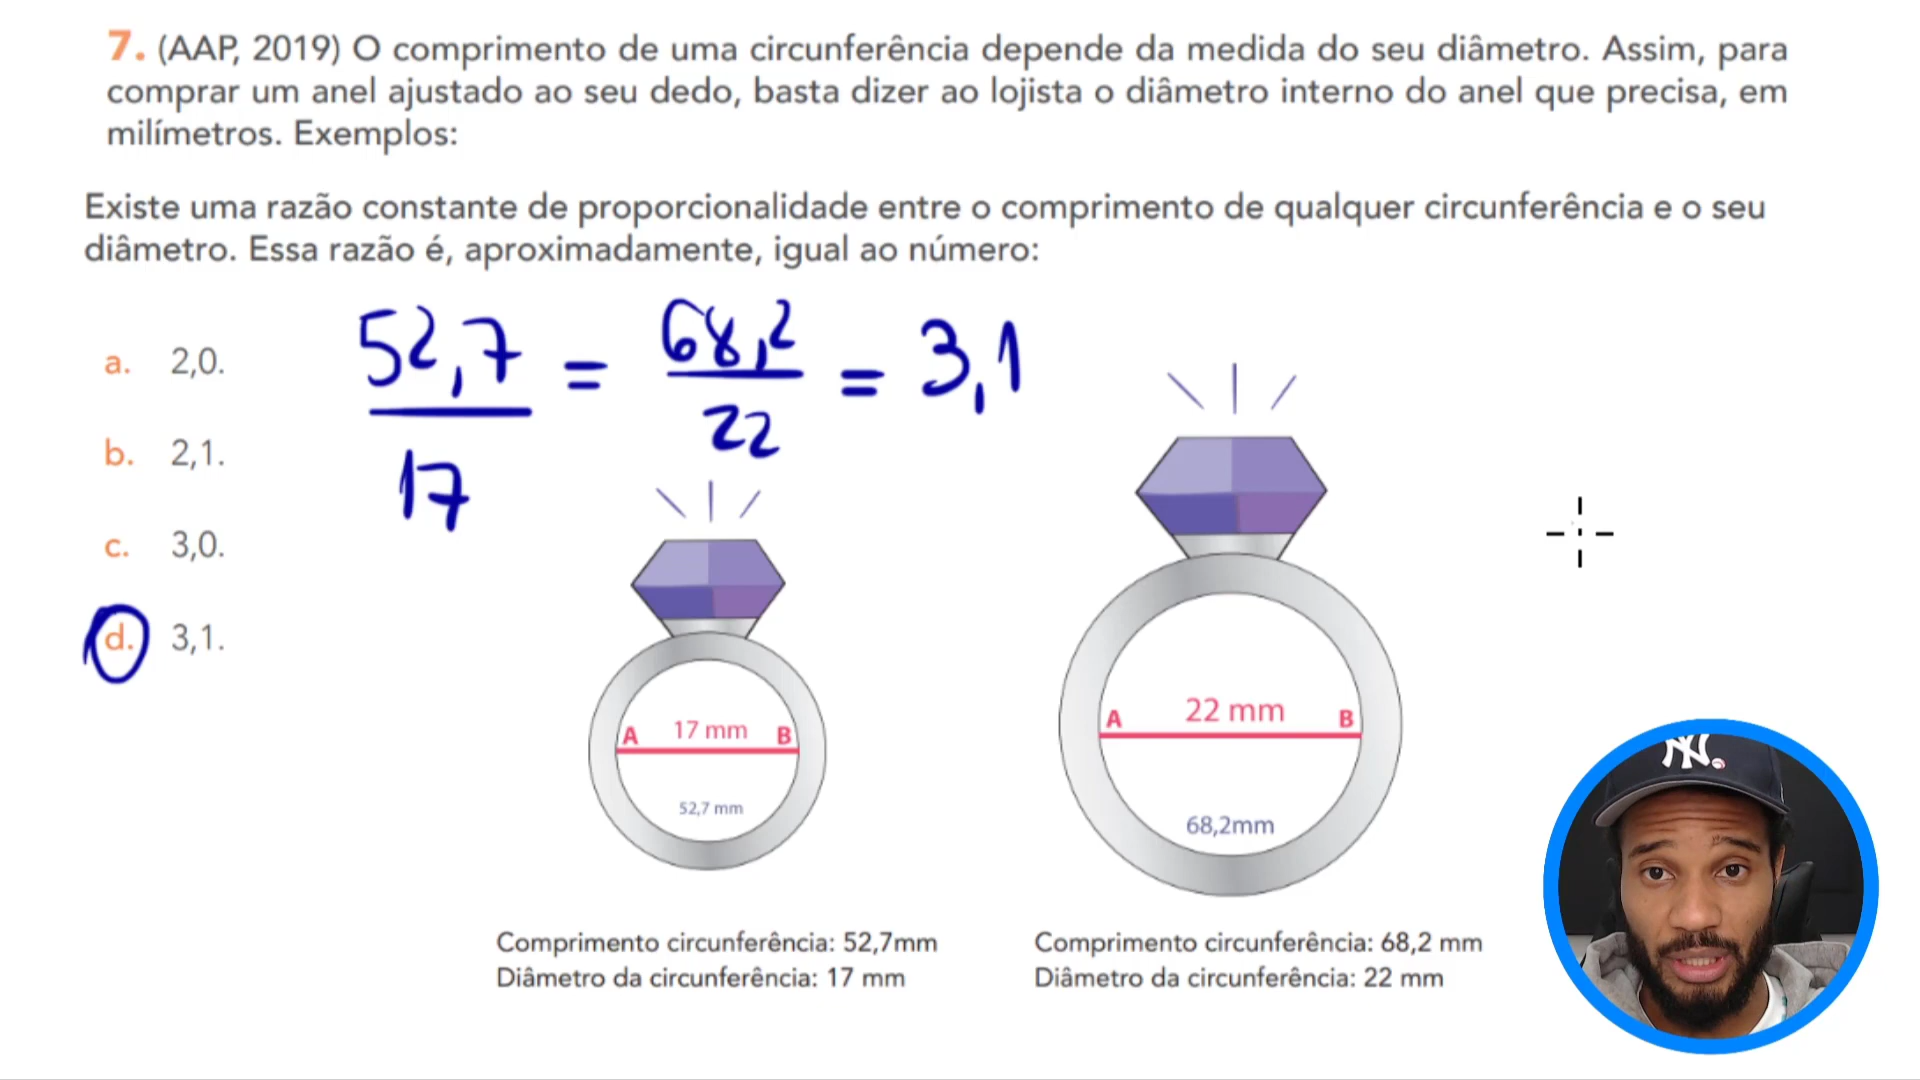 7. (AAP, 2019) O comprimento de uma circunferência depende da medida do seu diâmetro. Assim, para
comprar um anel ajustado ao seu dedo, basta dizer ao lojista o diâmetro interno do anel que precisa, em
milímetros. Exemplos:
Existe uma razão constante de proporcionalidade entre o comprimento de qualquer circunferência e o seu
diâmetro. Essa razão é, aproximadamente, igual ao número:
a. 2,0.
b. 2,1.
c. 3,0.
d. 3,1.
52,7 = 68,2 = 3,1
17 22
A 17 mm B
52,7 mm
A 22 mm B
68,2mm
Comprimento circunferência: 52,7mm
Diâmetro da circunferência: 17 mm
Comprimento circunferência: 68,2 mm
Diâmetro da circunferência: 22 mm
NY